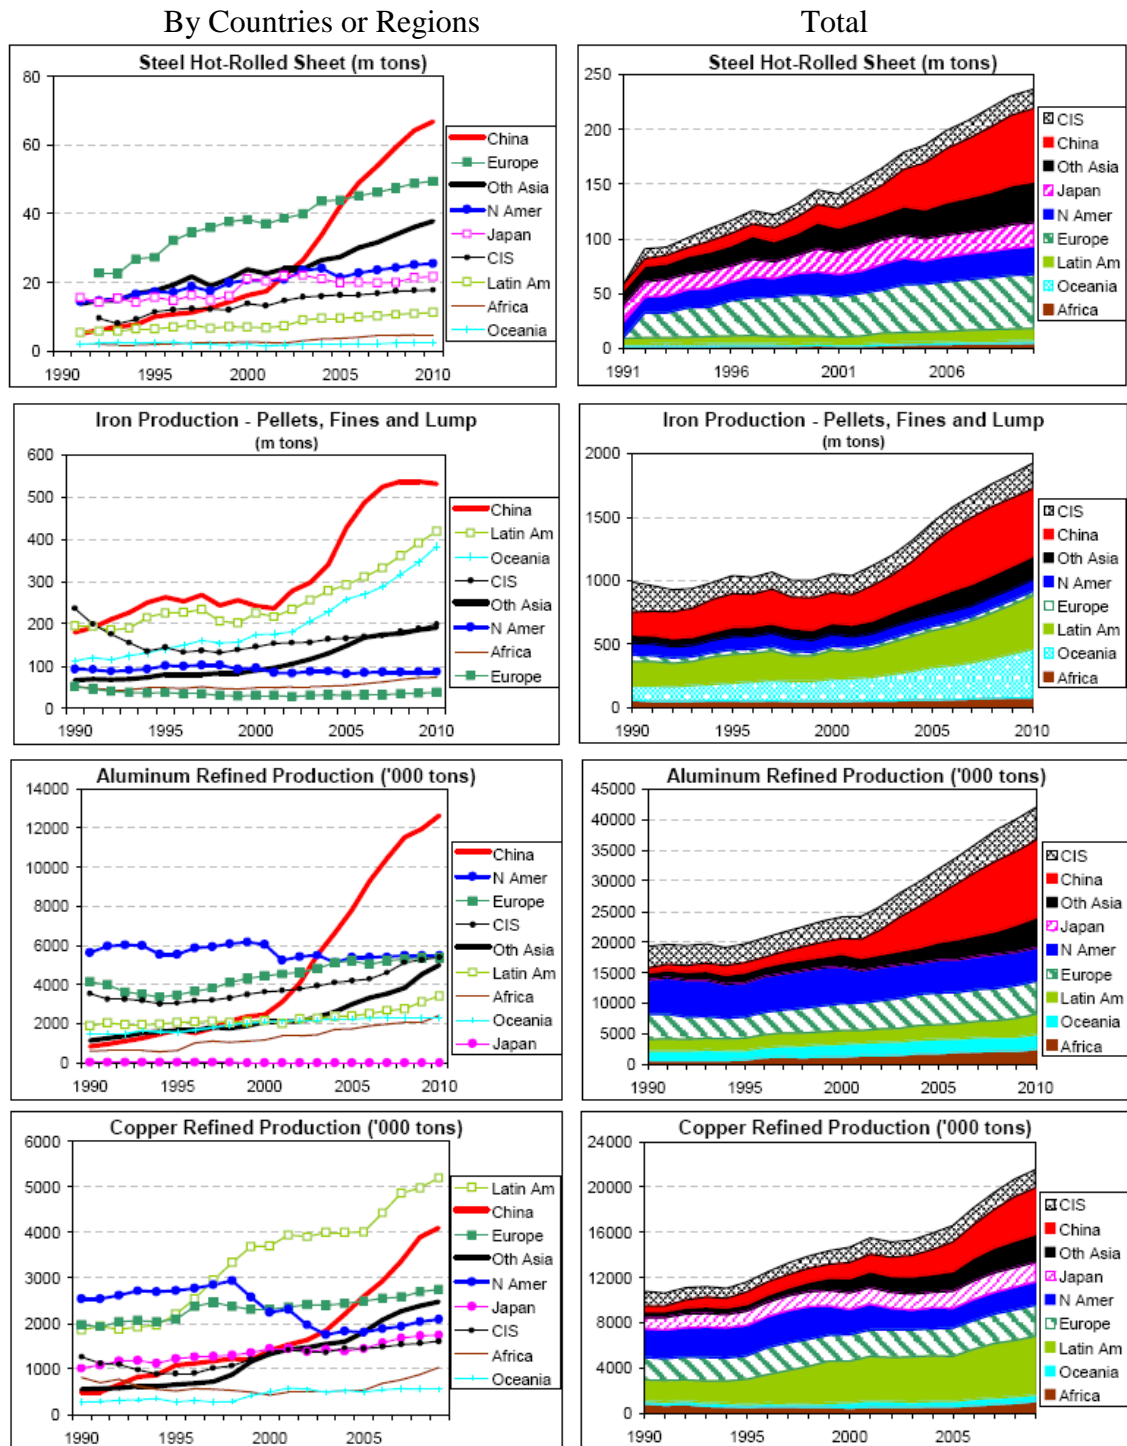 By Countries or Regions
Total
Steel Hot-Rolled Sheet (m tons)
80
60
40
20
0
1990 1995 2000 2005 2010
China
Europe
Oth Asia
N Amer
Japan
CIS
Latin Am
Africa
Oceania
Steel Hot-Rolled Sheet (m tons)
250
200
150
100
50
0
1991 1996 2001 2006
CIS
China
Oth Asia
Japan
N Amer
Europe
Latin Am
Oceania
Africa
Iron Production - Pellets, Fines and Lump
(m tons)
600
500
400
300
200
100
0
1990 1995 2000 2005 2010
China
Latin Am
Oceania
CIS
Oth Asia
N Amer
Africa
Europe
Iron Production - Pellets, Fines and Lump
(m tons)
2000
1500
1000
500
0
1990 1995 2000 2005 2010
CIS
China
Oth Asia
N Amer
Europe
Latin Am
Oceania
Africa
Aluminum Refined Production ('000 tons)
14000
12000
10000
8000
6000
4000
2000
0
1990 1995 2000 2005 2010
China
N Amer
Europe
CIS
Oth Asia
Latin Am
Africa
Oceania
Japan
Aluminum Refined Production ('000 tons)
45000
40000
35000
30000
25000
20000
15000
10000
5000
0
1990 1995 2000 2005 2010
CIS
China
Oth Asia
Japan
N Amer
Europe
Latin Am
Oceania
Africa
Copper Refined Production ('000 tons)
6000
5000
4000
3000
2000
1000
0
1990 1995 2000 2005
Latin Am
China
Europe
Oth Asia
N Amer
Japan
CIS
Africa
Oceania
Copper Refined Production ('000 tons)
24000
20000
16000
12000
8000
4000
0
1990 1995 2000 2005
CIS
China
Oth Asia
Japan
N Amer
Europe
Latin Am
Oceania
Africa